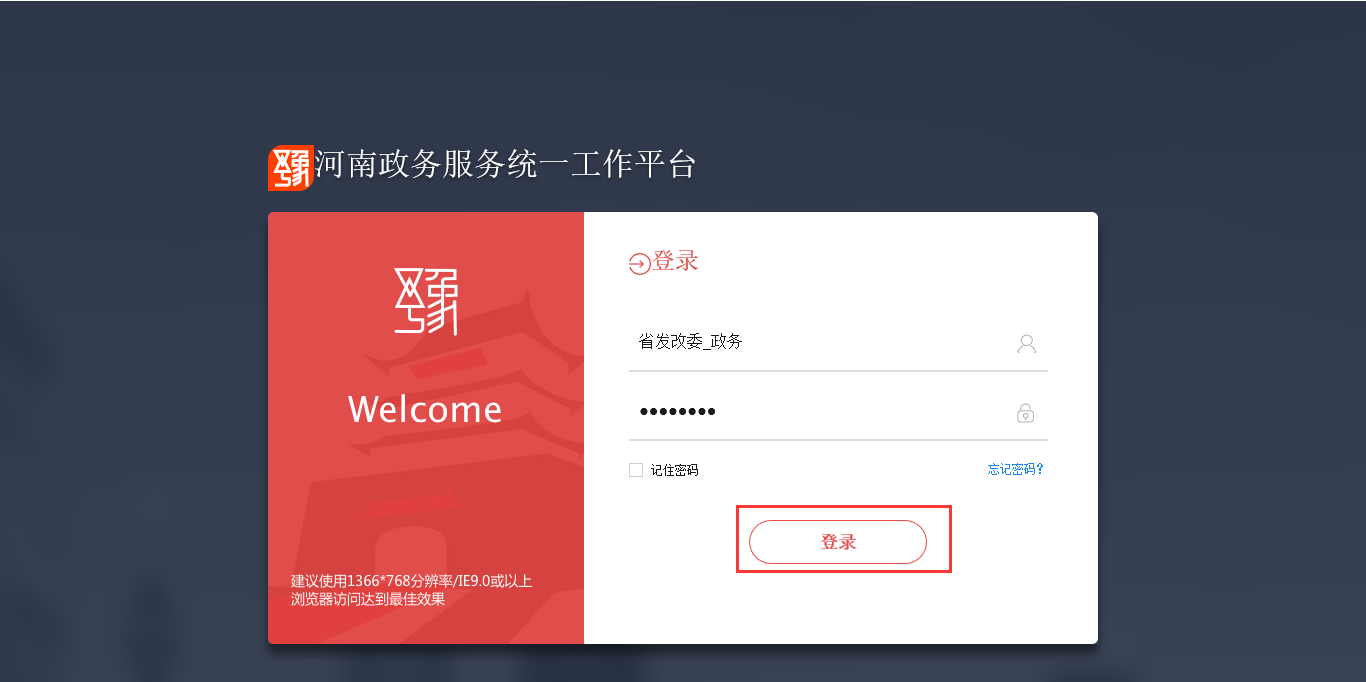 河南政务服务统一工作平台
登录
省发改委_政务
Welcome
记住密码
忘记密码?
登录
建议使用1366*768分辨率/IE9.0或以上
浏览器访问达到最佳效果